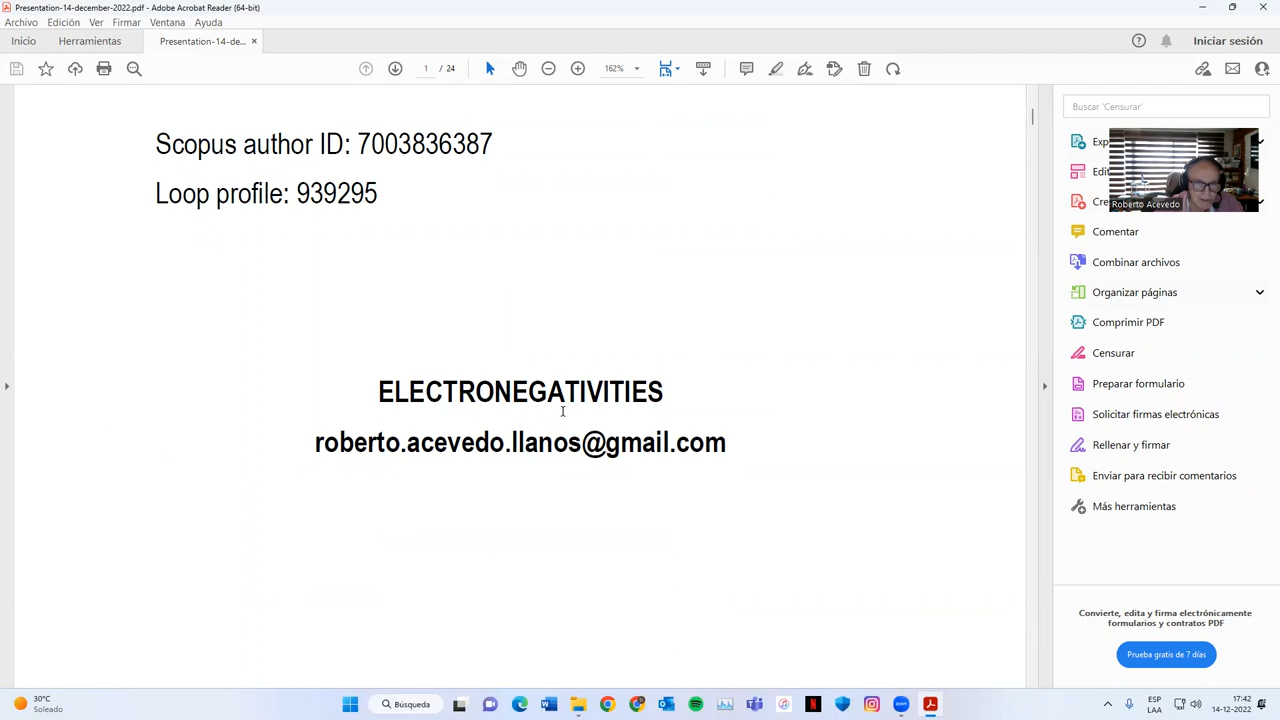 Presentation-14-december-2022.pdf - Adobe Acrobat Reader (64-bit)
Archivo Edición Ver Firmar Ventana Ayuda
Inicio Herramientas Presentation-14-de... ×
Iniciar sesión
1 / 24
162%
Scopus author ID: 7003836387
Loop profile: 939295
ELECTRONEGATIVITIES
roberto.acevedo.llanos@gmail.com
Buscar 'Censurar'
Exp
Edit
Cre
Roberto Acevedo
Comentar
Combinar archivos
Organizar páginas
Comprimir PDF
Censurar
Preparar formulario
Solicitar firmas electrónicas
Rellenar y firmar
Enviar para recibir comentarios
Más herramientas
Convierte, edita y firma electrónicamente
formularios y contratos PDF
Prueba gratis de 7 días
30°C
Soleado
Búsqueda
ESP
LAA
17:42
14-12-2022